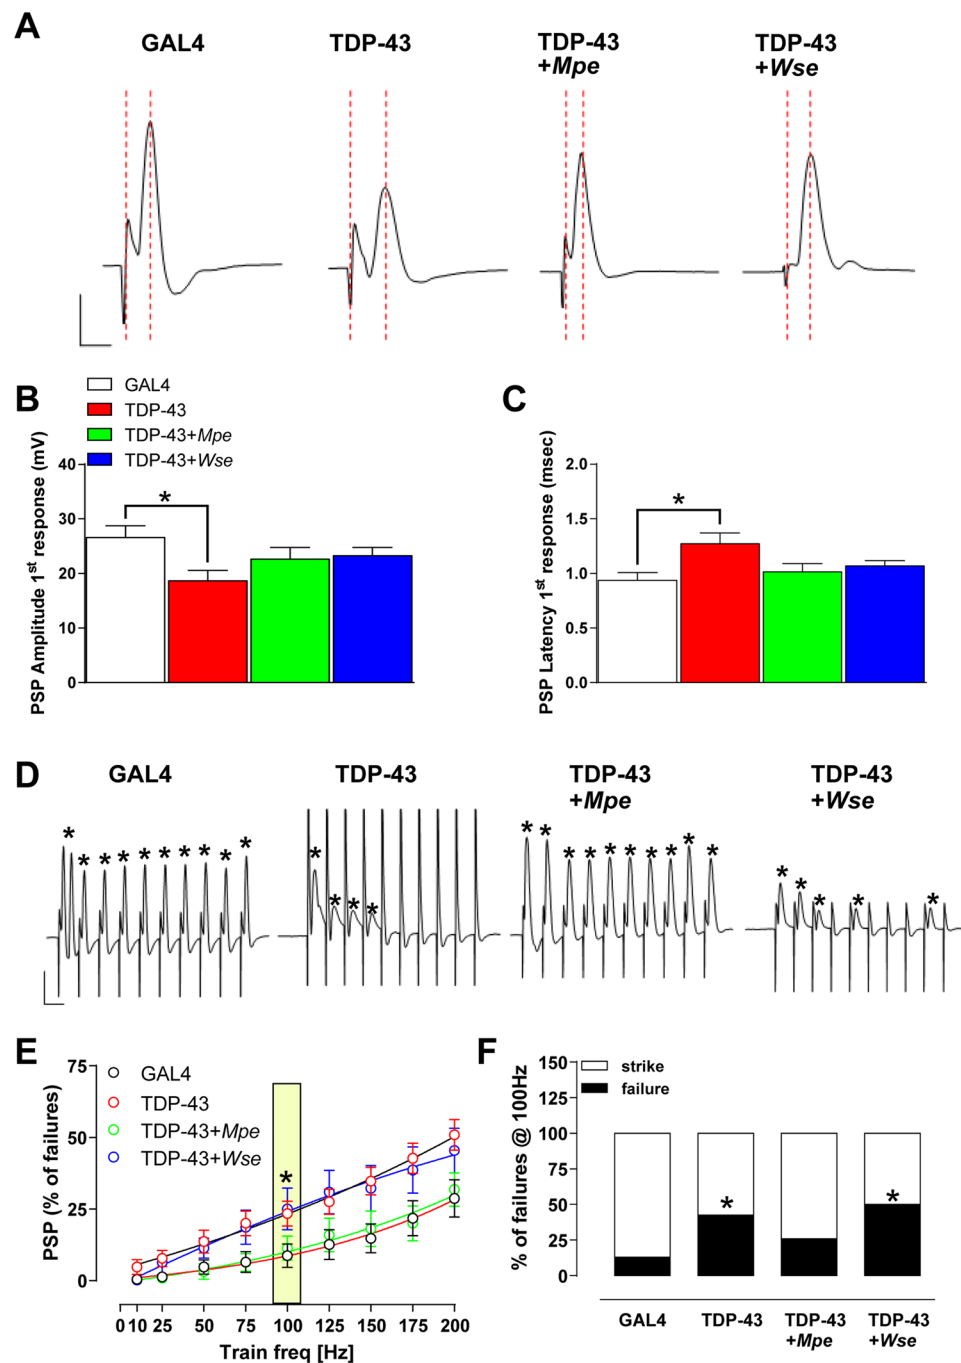 A
GAL4
TDP-43
TDP-43
+Mpe
TDP-43
+Wse
B
GAL4
TDP-43
TDP-43+Mpe
TDP-43+Wse
PSP Amplitude 1st response (mV)
40
30
20
10
0
*
C
PSP Latency 1st response (msec)
2.0
1.5
1.0
0.5
0.0
*
D
GAL4
TDP-43
TDP-43
+Mpe
TDP-43
+Wse
* * * * * * * * * *
* * * *
* * * * * * * * * *
* * * * *
E
PSP (% of failures)
75
50
25
0
GAL4
TDP-43
TDP-43+Mpe
TDP-43+Wse
*
0 10 25 50 75 100 125 150 175 200
Train freq [Hz]
F
% of failures @ 100Hz
150
125
100
75
50
25
0
strike
failure
* *
GAL4
TDP-43
TDP-43
+Mpe
TDP-43
+Wse